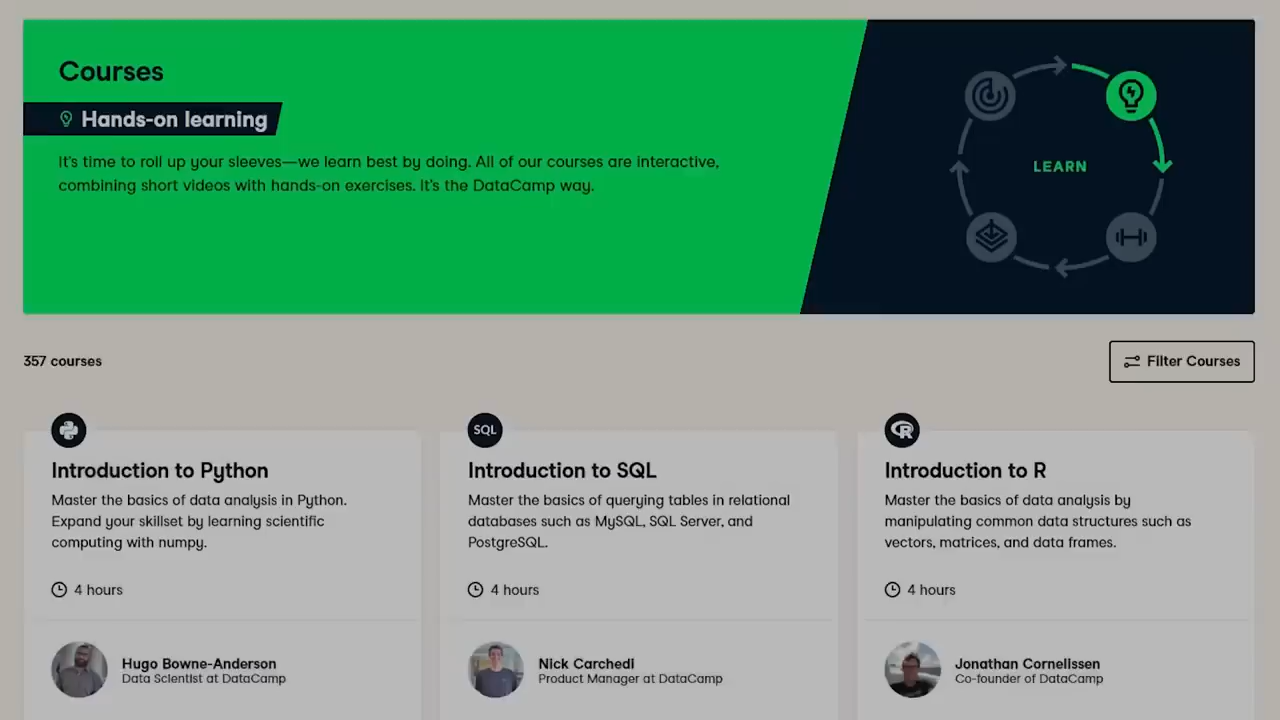 Courses
Hands-on learning
It's time to roll up your sleeves—we learn best by doing. All of our courses are interactive,
combining short videos with hands-on exercises. It's the DataCamp way.
LEARN
357 courses
Filter Courses
SQL
R
Introduction to Python
Master the basics of data analysis in Python.
Expand your skillset by learning scientific
computing with numpy.
4 hours
Hugo Bowne-Anderson
Data Scientist at DataCamp
Introduction to SQL
Master the basics of querying tables in relational
databases such as MySQL, SQL Server, and
PostgreSQL.
4 hours
Nick Carchedi
Product Manager at DataCamp
Introduction to R
Master the basics of data analysis by
manipulating common data structures such as
vectors, matrices, and data frames.
4 hours
Jonathan Cornelissen
Co-founder of DataCamp